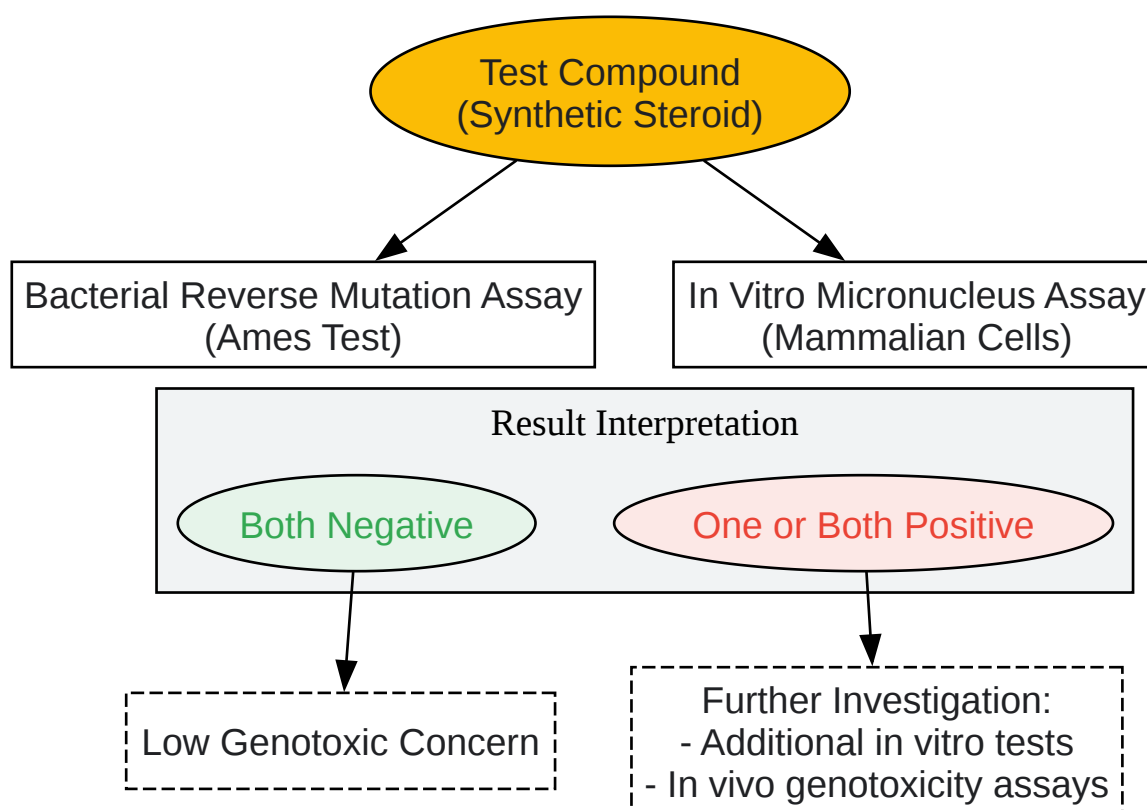 Test Compound
(Synthetic Steroid)
Bacterial Reverse Mutation Assay
(Ames Test)
In Vitro Micronucleus Assay
(Mammalian Cells)
Result Interpretation
Both Negative
One or Both Positive
Low Genotoxic Concern
Further Investigation:
- Additional in vitro tests
- In vivo genotoxicity assays